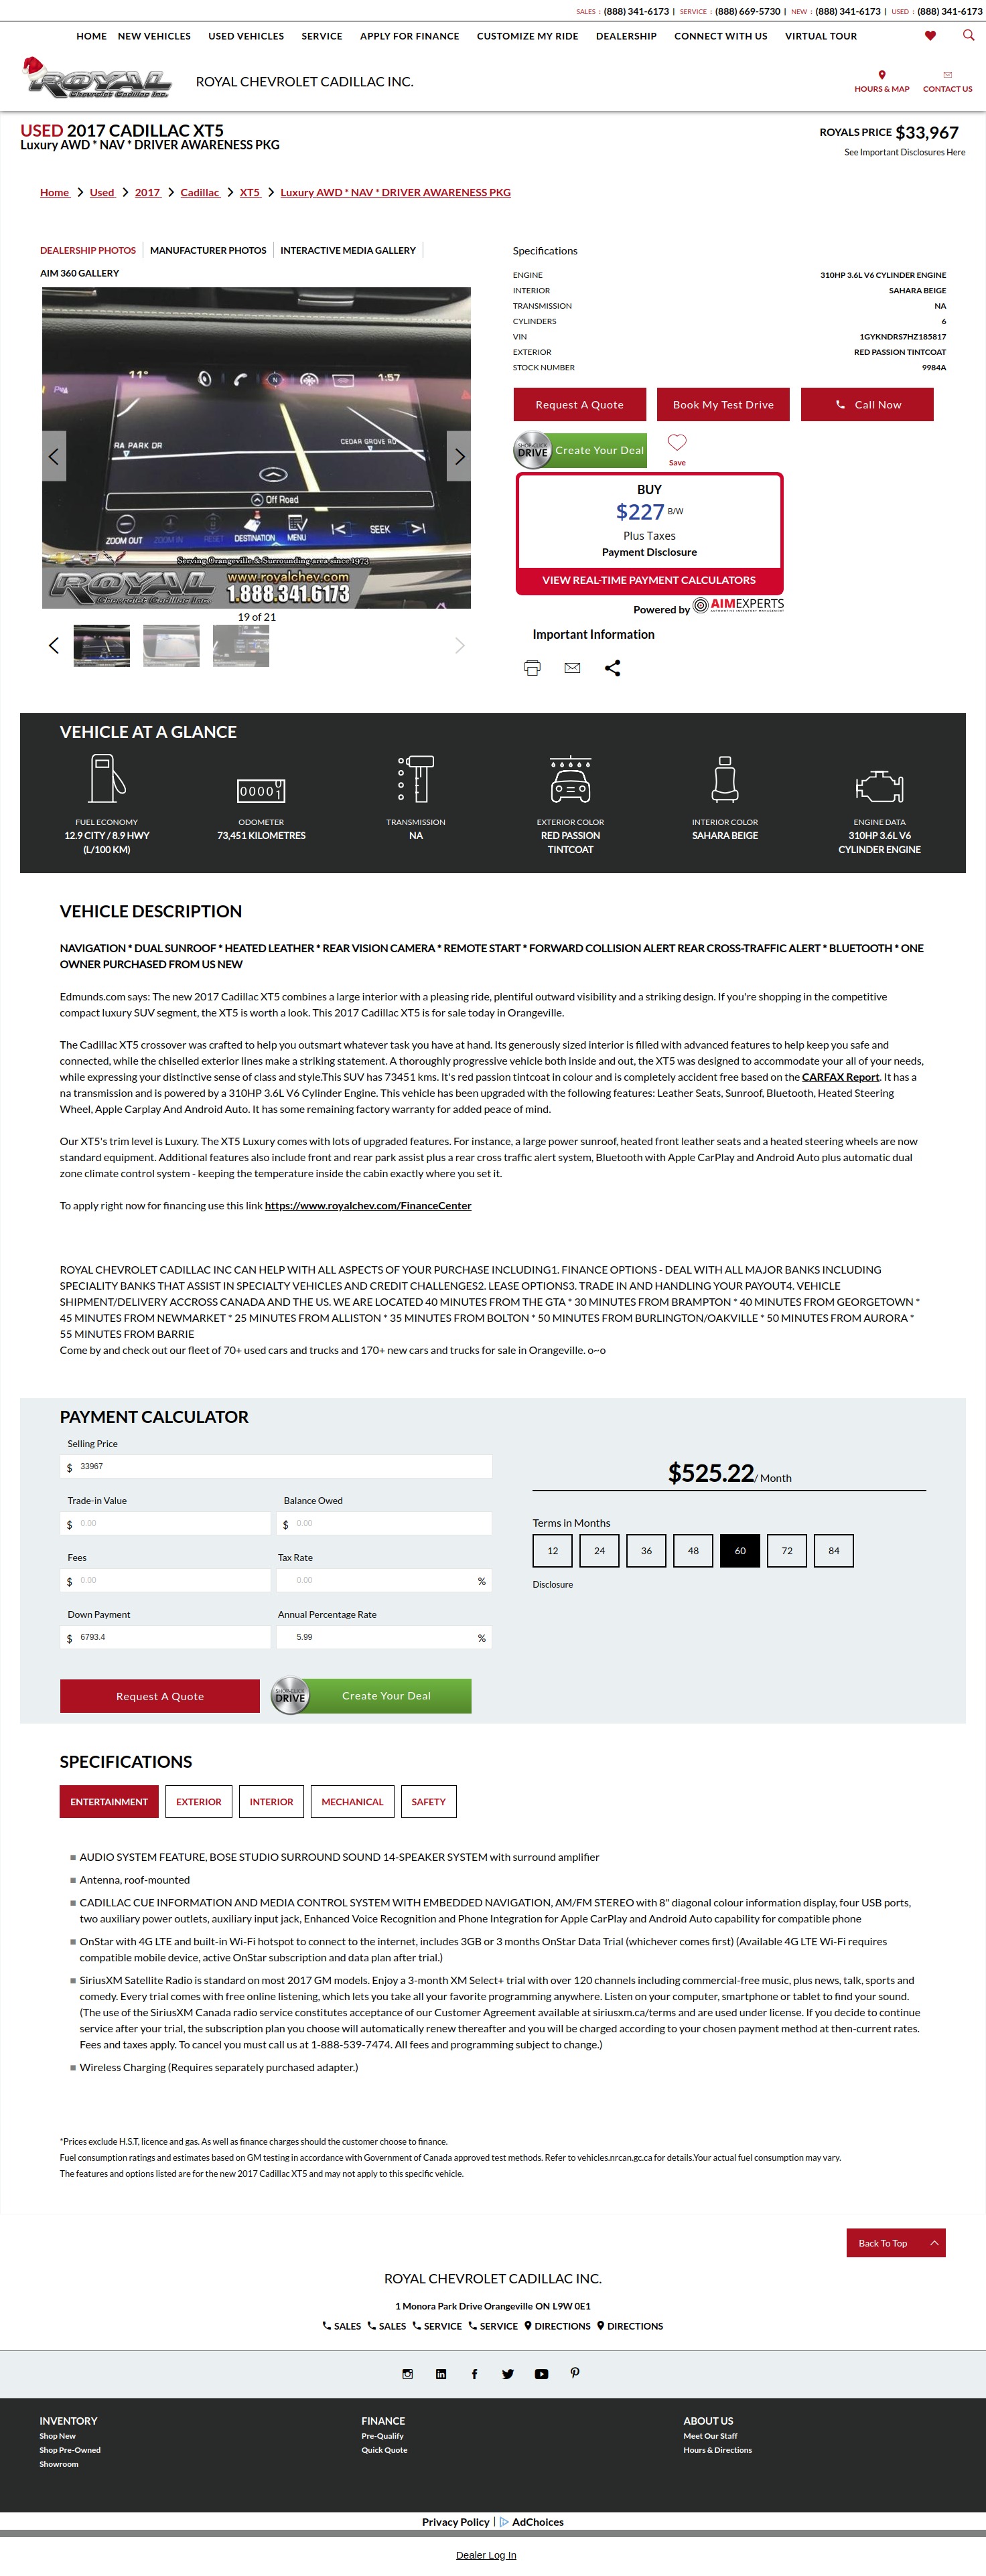 SALES : (888) 341-6173 | SERVICE : (888) 669-5730 | NEW : (888) 341-6173 | USED : (888) 341-6173
HOME NEW VEHICLES USED VEHICLES SERVICE APPLY FOR FINANCE CUSTOMIZE MY RIDE DEALERSHIP CONNECT WITH US VIRTUAL TOUR
ROYAL
Chevrolet Cadillac Inc.
ROYAL CHEVROLET CADILLAC INC.
HOURS & MAP CONTACT US
USED 2017 CADILLAC XT5
Luxury AWD * NAV * DRIVER AWARENESS PKG
ROYALS PRICE $33,967
See Important Disclosures Here
Home Used 2017 Cadillac XT5 Luxury AWD * NAV * DRIVER AWARENESS PKG
DEALERSHIP PHOTOS MANUFACTURER PHOTOS INTERACTIVE MEDIA GALLERY
AIM 360 GALLERY
11° N 1:57
RA PARK DR CEDAR GROVE RD
Off Road
ZOOM OUT ZOOM IN RESET DESTINATION MENU SEEK
Serving Orangeville & Surrounding area since 1973
ROYAL
Chevrolet Cadillac Inc.
www.royalchev.com
1.888.341.6173
19 of 21
Specifications
ENGINE 310HP 3.6L V6 CYLINDER ENGINE
INTERIOR SAHARA BEIGE
TRANSMISSION NA
CYLINDERS 6
VIN 1GYKNDRS7HZ185817
EXTERIOR RED PASSION TINTCOAT
STOCK NUMBER 9984A
Request A Quote Book My Test Drive Call Now
SHOP·CLICK DRIVE Create Your Deal
Save
BUY
$227 B/W
Plus Taxes
Payment Disclosure
VIEW REAL-TIME PAYMENT CALCULATORS
Powered by AIMEXPERTS
Important Information
VEHICLE AT A GLANCE
FUEL ECONOMY
12.9 CITY / 8.9 HWY
(L/100 KM)
ODOMETER
73,451 KILOMETRES
TRANSMISSION
NA
EXTERIOR COLOR
RED PASSION
TINTCOAT
INTERIOR COLOR
SAHARA BEIGE
ENGINE DATA
310HP 3.6L V6
CYLINDER ENGINE
VEHICLE DESCRIPTION
NAVIGATION * DUAL SUNROOF * HEATED LEATHER * REAR VISION CAMERA * REMOTE START * FORWARD COLLISION ALERT REAR CROSS-TRAFFIC ALERT * BLUETOOTH * ONE
OWNER PURCHASED FROM US NEW
Edmunds.com says: The new 2017 Cadillac XT5 combines a large interior with a pleasing ride, plentiful outward visibility and a striking design. If you're shopping in the competitive
compact luxury SUV segment, the XT5 is worth a look. This 2017 Cadillac XT5 is for sale today in Orangeville.
The Cadillac XT5 crossover was crafted to help you outsmart whatever task you have at hand. Its generously sized interior is filled with advanced features to help keep you safe and
connected, while the chiselled exterior lines make a striking statement. A thoroughly progressive vehicle both inside and out, the XT5 was designed to accommodate your all of your needs,
while expressing your distinctive sense of class and style.This SUV has 73451 kms. It's red passion tintcoat in colour and is completely accident free based on the CARFAX Report. It has a
na transmission and is powered by a 310HP 3.6L V6 Cylinder Engine. This vehicle has been upgraded with the following features: Leather Seats, Sunroof, Bluetooth, Heated Steering
Wheel, Apple Carplay And Android Auto. It has some remaining factory warranty for added peace of mind.
Our XT5's trim level is Luxury. The XT5 Luxury comes with lots of upgraded features. For instance, a large power sunroof, heated front leather seats and a heated steering wheels are now
standard equipment. Additional features also include front and rear park assist plus a rear cross traffic alert system, Bluetooth with Apple CarPlay and Android Auto plus automatic dual
zone climate control system - keeping the temperature inside the cabin exactly where you set it.
To apply right now for financing use this link https://www.royalchev.com/FinanceCenter
ROYAL CHEVROLET CADILLAC INC CAN HELP WITH ALL ASPECTS OF YOUR PURCHASE INCLUDING1. FINANCE OPTIONS - DEAL WITH ALL MAJOR BANKS INCLUDING
SPECIALITY BANKS THAT ASSIST IN SPECIALTY VEHICLES AND CREDIT CHALLENGES2. LEASE OPTIONS3. TRADE IN AND HANDLING YOUR PAYOUT4. VEHICLE
SHIPMENT/DELIVERY ACCROSS CANADA AND THE US. WE ARE LOCATED 40 MINUTES FROM THE GTA * 30 MINUTES FROM BRAMPTON * 40 MINUTES FROM GEORGETOWN *
45 MINUTES FROM NEWMARKET * 25 MINUTES FROM ALLISTON * 35 MINUTES FROM BOLTON * 50 MINUTES FROM BURLINGTON/OAKVILLE * 50 MINUTES FROM AURORA *
55 MINUTES FROM BARRIE
Come by and check out our fleet of 70+ used cars and trucks and 170+ new cars and trucks for sale in Orangeville. o~o
PAYMENT CALCULATOR
Selling Price
$ 33967
Trade-in Value Balance Owed
$ 0.00 $ 0.00
Fees Tax Rate
$ 0.00 0.00 %
Down Payment Annual Percentage Rate
$ 6793.4 5.99 %
Request A Quote SHOP·CLICK DRIVE Create Your Deal
$525.22/ Month
Terms in Months
12 24 36 48 60 72 84
Disclosure
SPECIFICATIONS
ENTERTAINMENT EXTERIOR INTERIOR MECHANICAL SAFETY
AUDIO SYSTEM FEATURE, BOSE STUDIO SURROUND SOUND 14-SPEAKER SYSTEM with surround amplifier
Antenna, roof-mounted
CADILLAC CUE INFORMATION AND MEDIA CONTROL SYSTEM WITH EMBEDDED NAVIGATION, AM/FM STEREO with 8" diagonal colour information display, four USB ports,
two auxiliary power outlets, auxiliary input jack, Enhanced Voice Recognition and Phone Integration for Apple CarPlay and Android Auto capability for compatible phone
OnStar with 4G LTE and built-in Wi-Fi hotspot to connect to the internet, includes 3GB or 3 months OnStar Data Trial (whichever comes first) (Available 4G LTE Wi-Fi requires
compatible mobile device, active OnStar subscription and data plan after trial.)
SiriusXM Satellite Radio is standard on most 2017 GM models. Enjoy a 3-month XM Select+ trial with over 120 channels including commercial-free music, plus news, talk, sports and
comedy. Every trial comes with free online listening, which lets you take all your favorite programming anywhere. Listen on your computer, smartphone or tablet to find your sound.
(The use of the SiriusXM Canada radio service constitutes acceptance of our Customer Agreement available at siriusxm.ca/terms and are used under license. If you decide to continue
service after your trial, the subscription plan you choose will automatically renew thereafter and you will be charged according to your chosen payment method at then-current rates.
Fees and taxes apply. To cancel you must call us at 1-888-539-7474. All fees and programming subject to change.)
Wireless Charging (Requires separately purchased adapter.)
*Prices exclude H.S.T, licence and gas. As well as finance charges should the customer choose to finance.
Fuel consumption ratings and estimates based on GM testing in accordance with Government of Canada approved test methods. Refer to vehicles.nrcan.gc.ca for details.Your actual fuel consumption may vary.
The features and options listed are for the new 2017 Cadillac XT5 and may not apply to this specific vehicle.
Back To Top
ROYAL CHEVROLET CADILLAC INC.
1 Monora Park Drive Orangeville ON L9W 0E1
SALES SALES SERVICE SERVICE DIRECTIONS DIRECTIONS
INVENTORY
Shop New
Shop Pre-Owned
Showroom
FINANCE
Pre-Qualify
Quick Quote
ABOUT US
Meet Our Staff
Hours & Directions
Privacy Policy | AdChoices
Dealer Log In